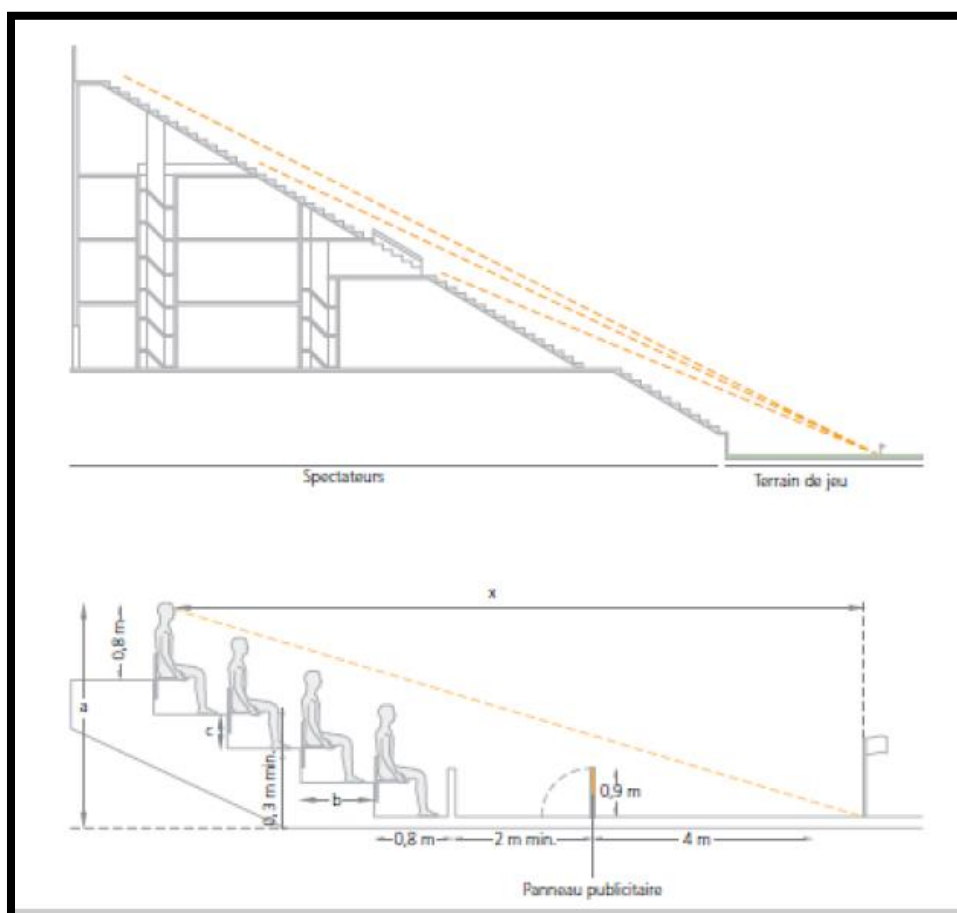 Spectateurs
Terrain de jeu
x
0,8 m
a
c
0,3 m min.
b
0,9 m
0,8 m
2 m min.
4 m
Panneau publicitaire